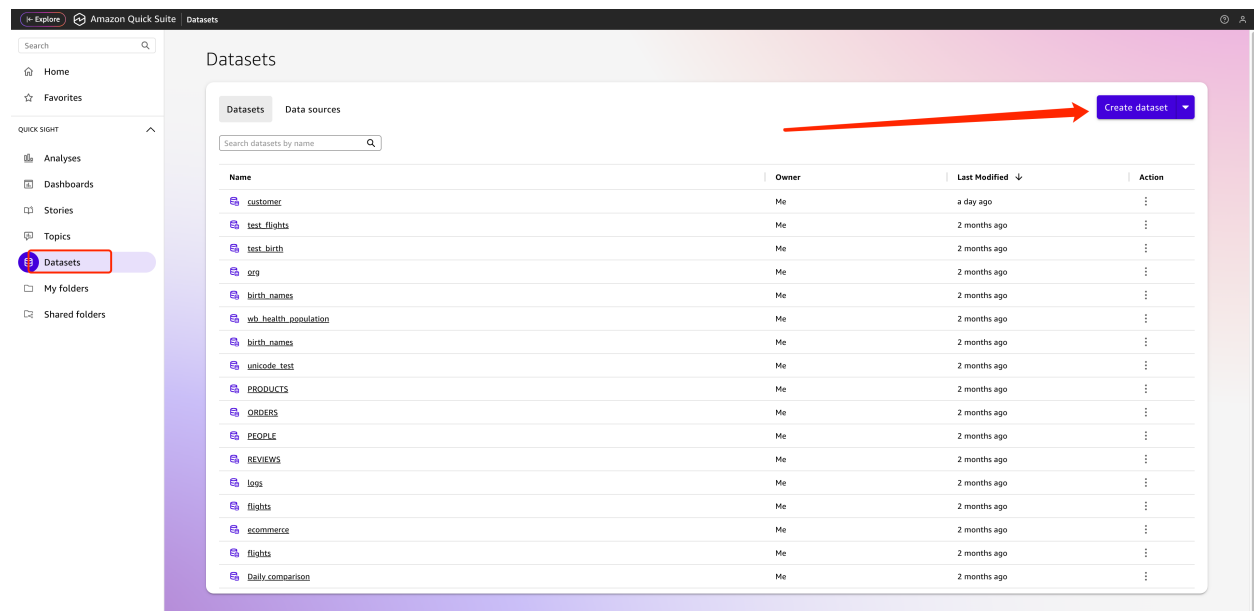 Explore Amazon Quick Suite Datasets
Search
Home
Favorites
QUICK SIGHT
Analyses
Dashboards
Stories
Topics
Datasets
My folders
Shared folders
Datasets
Datasets Data sources
Create dataset
Search datasets by name
Name Owner Last Modified Action
customer Me a day ago
test_flights Me 2 months ago
test_birth Me 2 months ago
org Me 2 months ago
birth_names Me 2 months ago
wb_health_population Me 2 months ago
birth_names Me 2 months ago
unicode_test Me 2 months ago
PRODUCTS Me 2 months ago
ORDERS Me 2 months ago
PEOPLE Me 2 months ago
REVIEWS Me 2 months ago
logs Me 2 months ago
flights Me 2 months ago
ecommerce Me 2 months ago
flights Me 2 months ago
Daily comparison Me 2 months ago